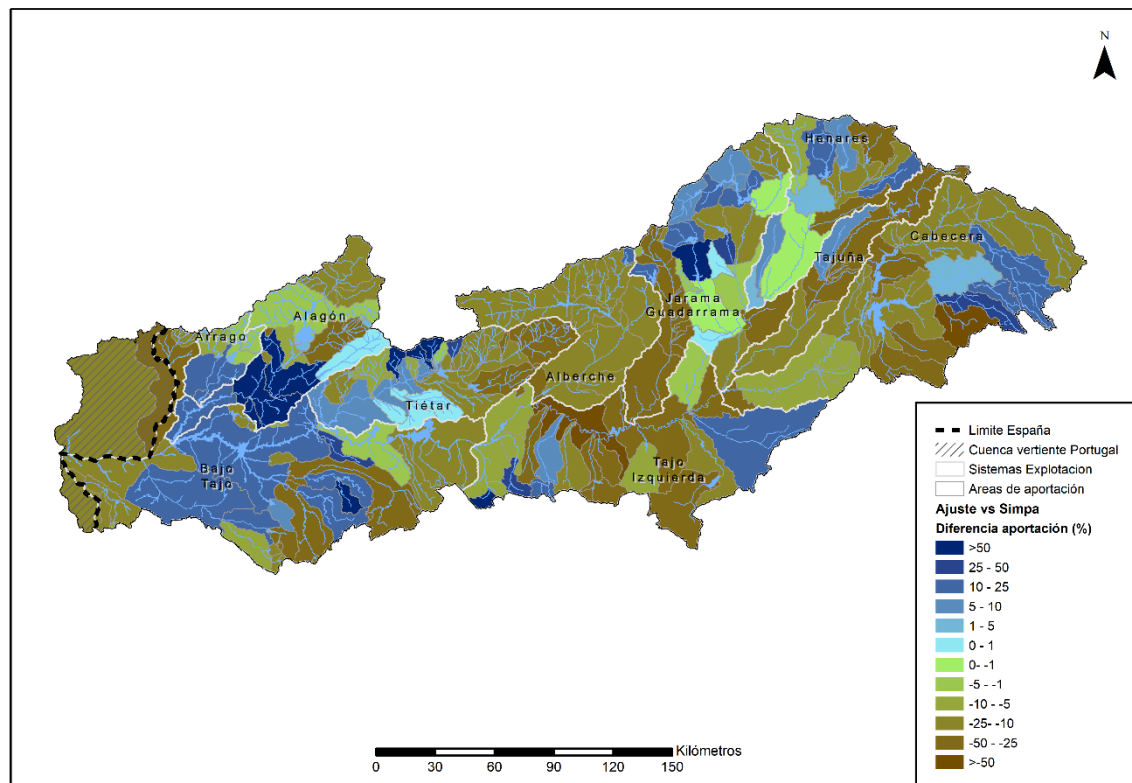 N
Henares
Cabecera
Tajuña
Jarama
Guadarrama
Alagón
Arrago
Alberche
Tiétar
Bajo
Tajo
Tajo
Izquierda
Limite España
Cuenca vertiente Portugal
Sistemas Explotacion
Areas de aportación
Ajuste vs Simpa
Diferencia aportación (%)
>50
25 - 50
10 - 25
5 - 10
1 - 5
0 - 1
0- -1
-5 - -1
-10 - -5
-25- -10
-50 - -25
>-50
Kilómetros
0 30 60 90 120 150